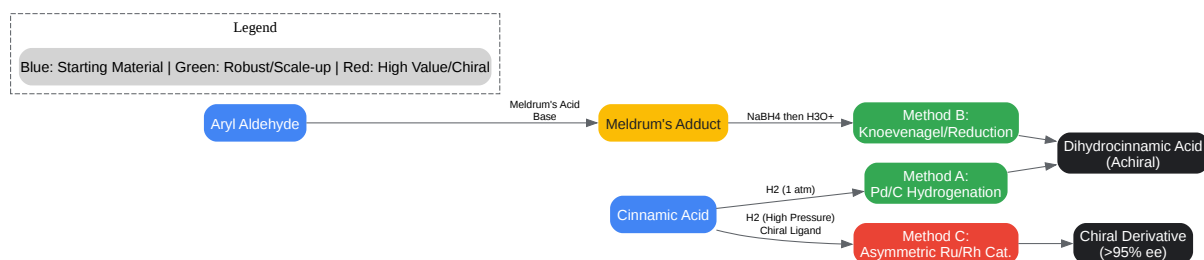 Legend
Blue: Starting Material | Green: Robust/Scale-up | Red: High Value/Chiral
Aryl Aldehyde
Meldrum's Acid
Base
Meldrum's Adduct
NaBH4 then H3O+
Method B:
Knoevenagel/Reduction
Dihydrocinnamic Acid
(Achiral)
Cinnamic Acid
H2 (1 atm)
Method A:
Pd/C Hydrogenation
H2 (High Pressure)
Chiral Ligand
Method C:
Asymmetric Ru/Rh Cat.
Chiral Derivative
(>95% ee)